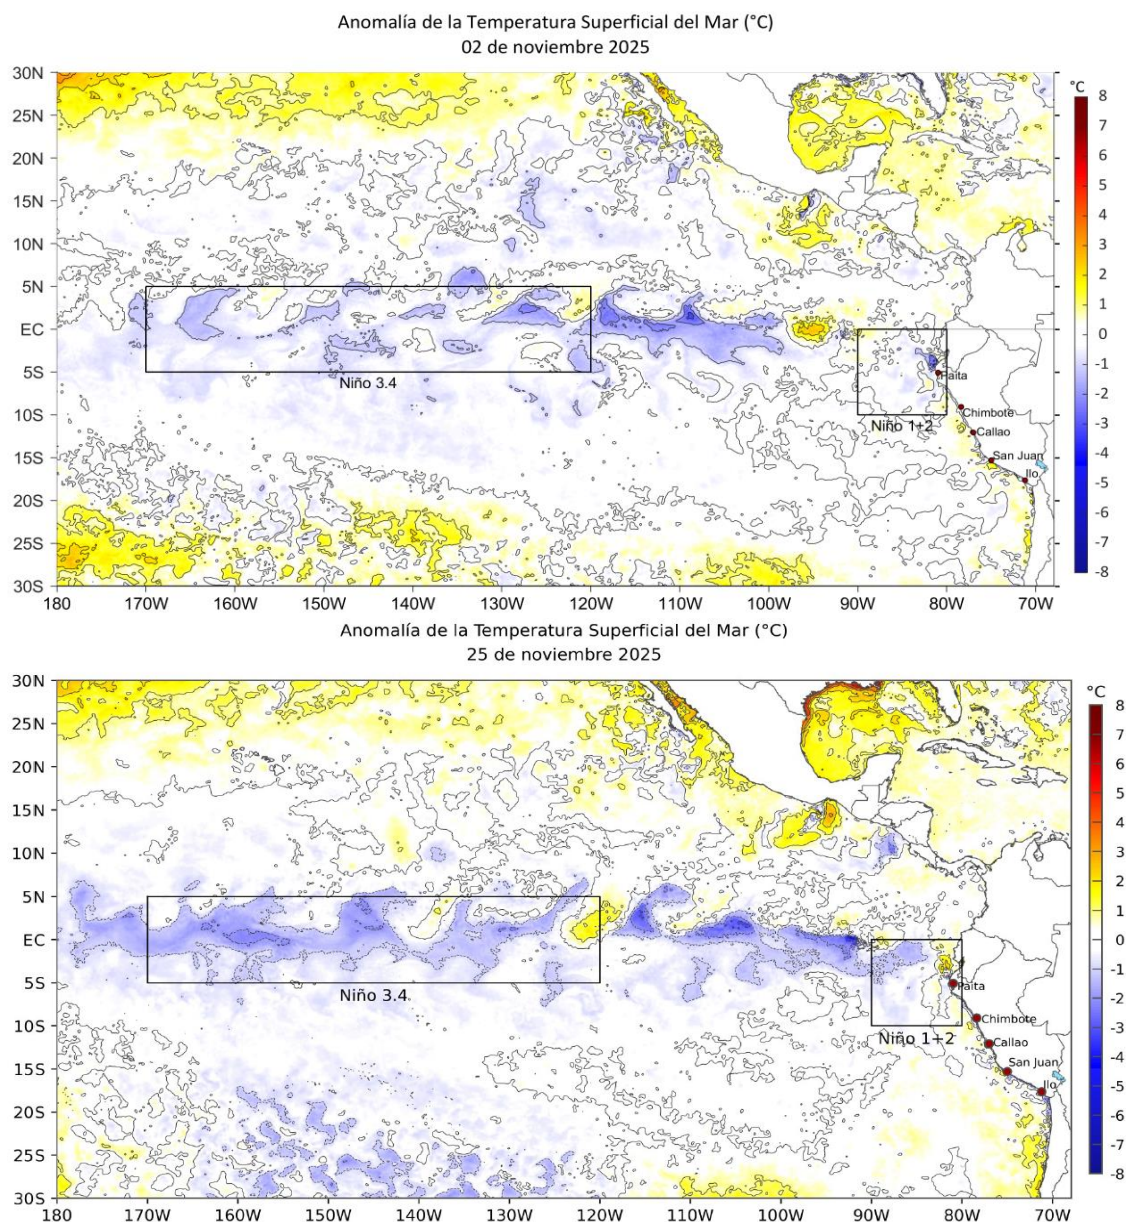 Anomalía de la Temperatura Superficial del Mar (°C)
02 de noviembre 2025
30N
25N
20N
15N
10N
5N
EC
5S
10S
15S
20S
25S
30S
180 170W 160W 150W 140W 130W 120W 110W 100W 90W 80W 70W
Niño 3.4
Niño 1+2
Paita
Chimbote
Callao
San Juan
Ilo
°C
8
7
6
5
4
3
2
1
0
-1
-2
-3
-4
-5
-6
-7
-8
Anomalía de la Temperatura Superficial del Mar (°C)
25 de noviembre 2025
30N
25N
20N
15N
10N
5N
EC
5S
10S
15S
20S
25S
30S
180 170W 160W 150W 140W 130W 120W 110W 100W 90W 80W 70W
Niño 3.4
Niño 1+2
Paita
Chimbote
Callao
San Juan
Ilo
°C
8
7
6
5
4
3
2
1
0
-1
-2
-3
-4
-5
-6
-7
-8